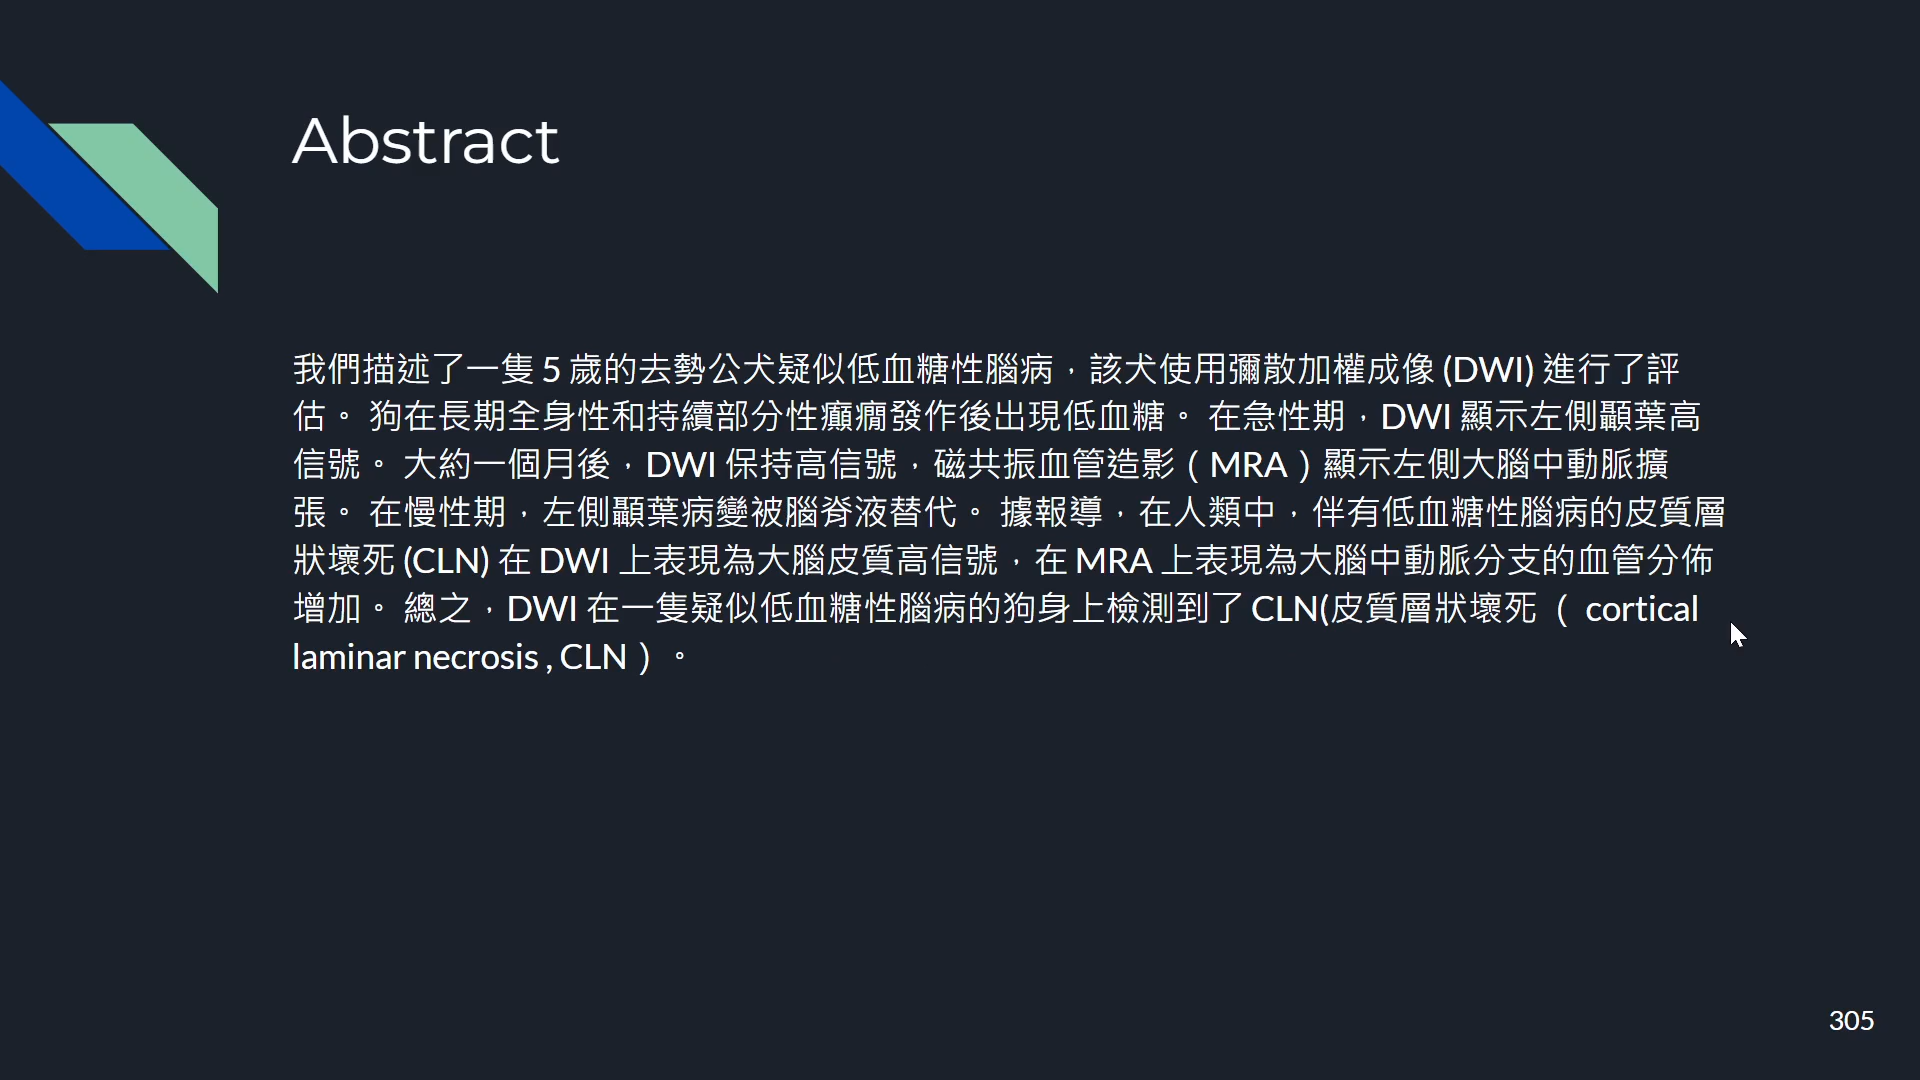 Abstract
我們描述了一隻 5 歲的去勢公犬疑似低血糖性腦病，該犬使用彌散加權成像 (DWI) 進行了評
估。 狗在長期全身性和持續部分性癲癇發作後出現低血糖。 在急性期，DWI 顯示左側顳葉高
信號。 大約一個月後，DWI 保持高信號，磁共振血管造影（MRA）顯示左側大腦中動脈擴
張。 在慢性期，左側顳葉病變被腦脊液替代。 據報導，在人類中，伴有低血糖性腦病的皮質層
狀壞死 (CLN) 在 DWI 上表現為大腦皮質高信號，在 MRA 上表現為大腦中動脈分支的血管分佈
增加。 總之，DWI 在一隻疑似低血糖性腦病的狗身上檢測到了 CLN(皮質層狀壞死（ cortical
laminar necrosis , CLN ）。
305